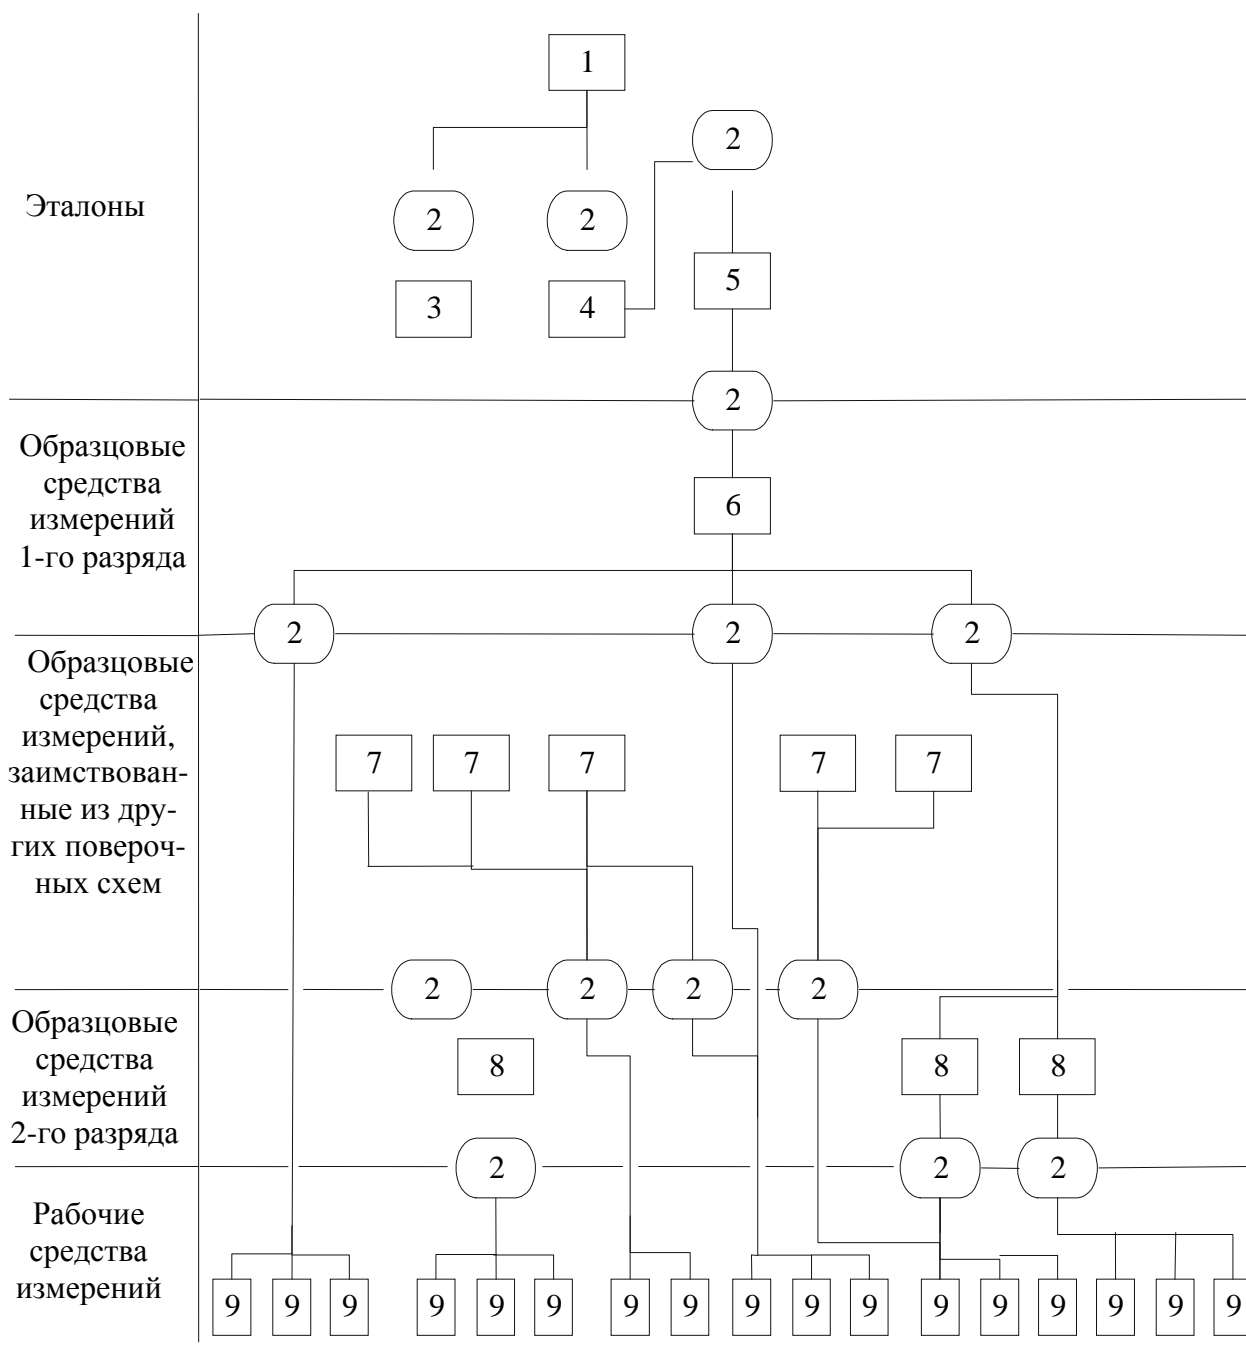 1
2
Эталоны
2 2
3 4 5
2
Образцовые
средства
измерений
1-го разряда
6
2 2 2
Образцовые
средства
измерений,
заимствован-
ные из дру-
гих повероч-
ных схем
7 7 7 7 7
2 2 2 2
Образцовые
средства
измерений
2-го разряда
8 8 8
2 2 2
Рабочие
средства
измерений
9 9 9 9 9 9 9 9 9 9 9 9 9 9 9 9 9